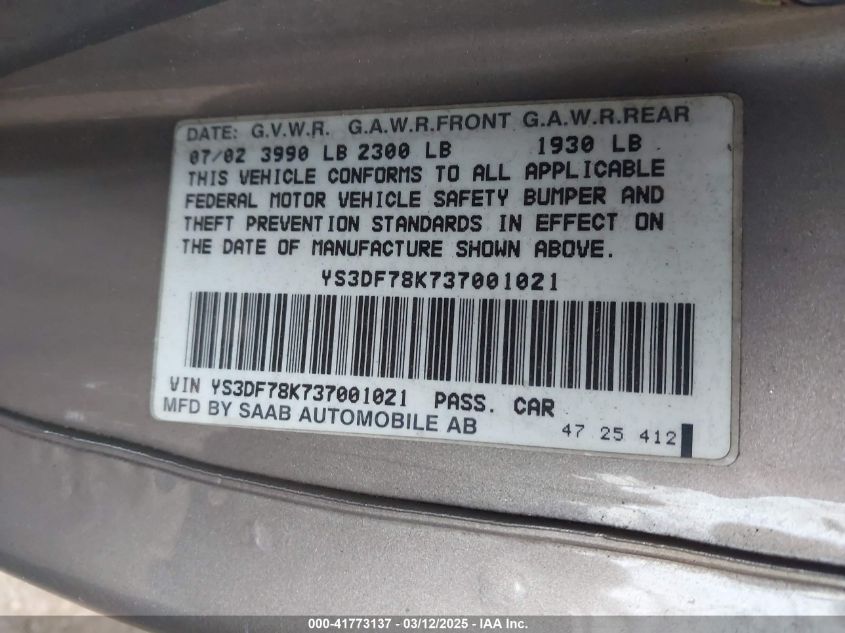 DATE: G.V.W.R. G.A.W.R.FRONT G.A.W.R.REAR
07/02 3990 LB 2300 LB 1930 LB
THIS VEHICLE CONFORMS TO ALL APPLICABLE
FEDERAL MOTOR VEHICLE SAFETY BUMPER AND
THEFT PREVENTION STANDARDS IN EFFECT ON
THE DATE OF MANUFACTURE SHOWN ABOVE.
YS3DF78K737001021
VIN YS3DF78K737001021 PASS. CAR
MFD BY SAAB AUTOMOBILE AB
47 25 412
000-41773137 - 03/12/2025 - IAA Inc.